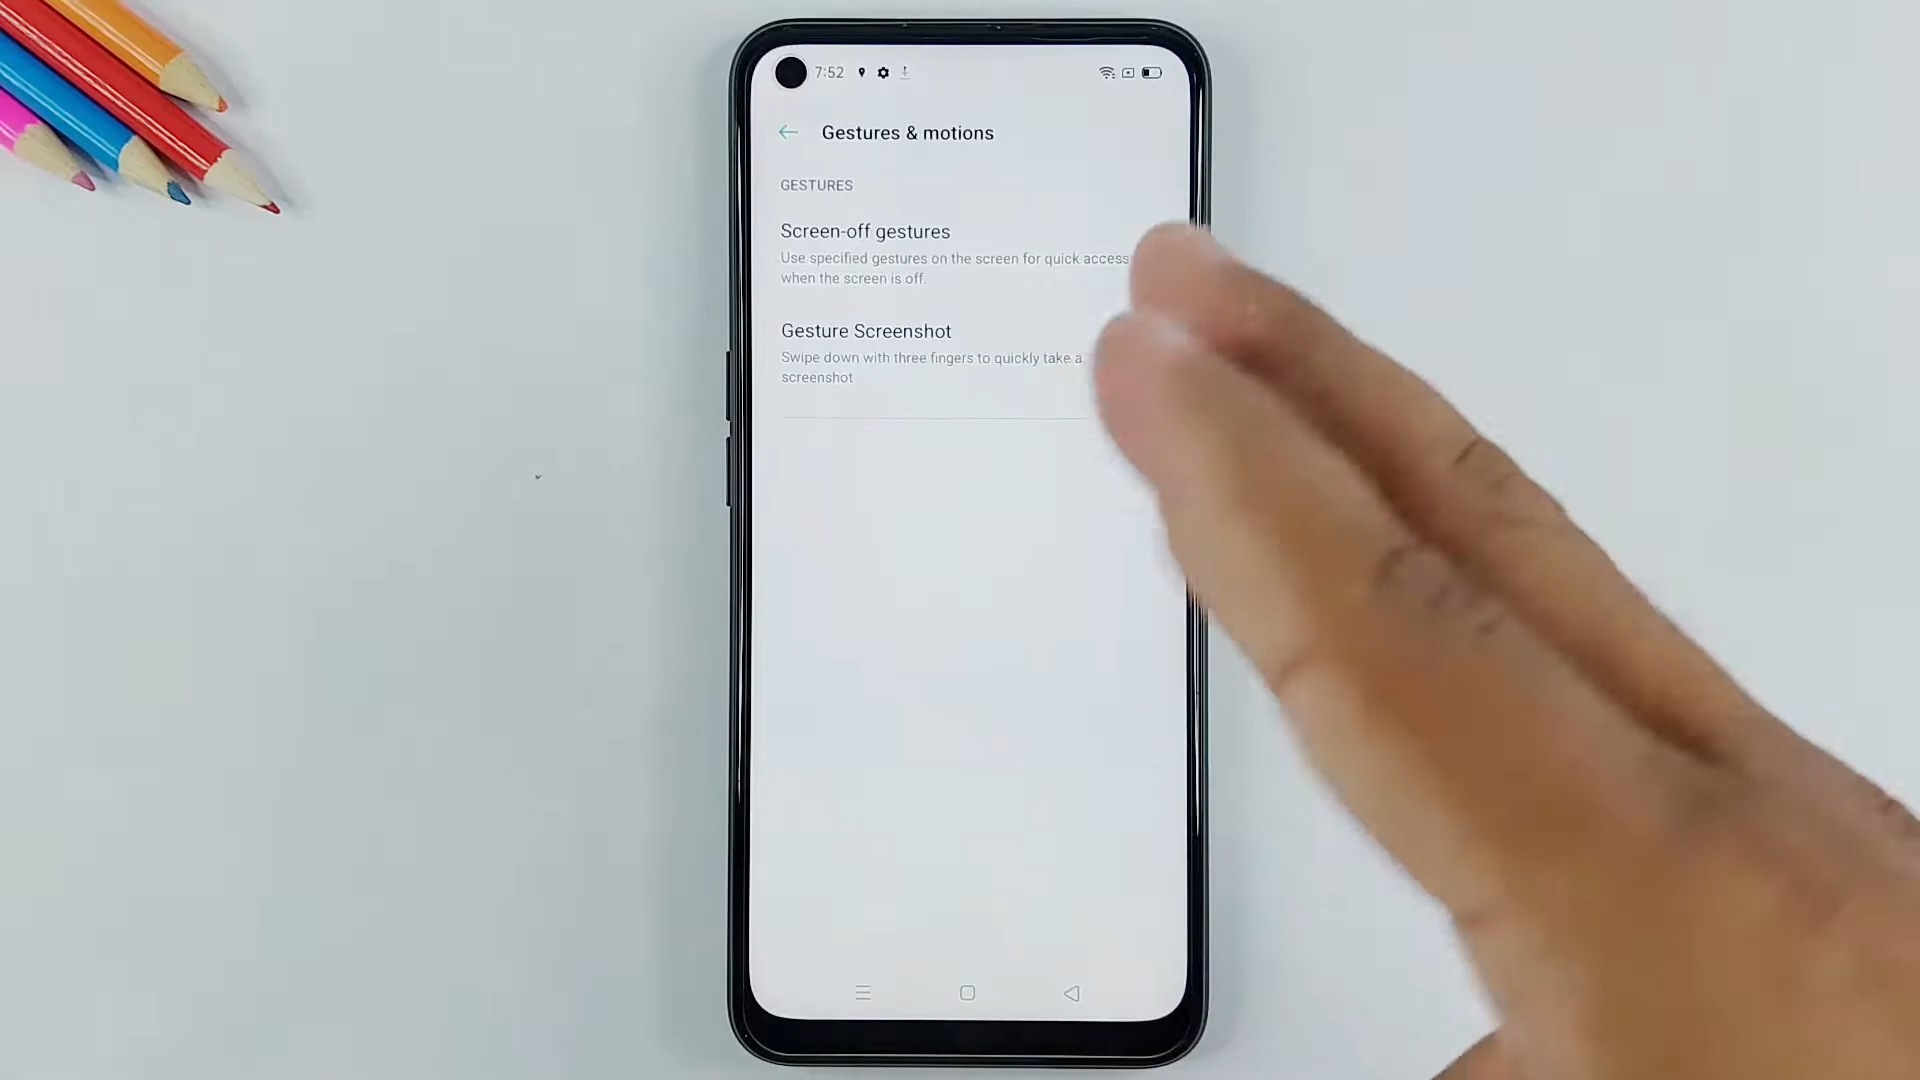 7:52
Gestures & motions
GESTURES
Screen-off gestures
Use specified gestures on the screen for quick access
when the screen is off.
Gesture Screenshot
Swipe down with three fingers to quickly take a
screenshot